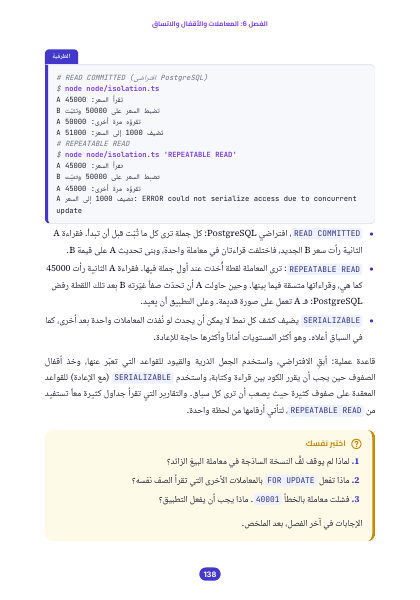 الفصل 6: المعاملات والأقفال والاتساق
الطرفية
# READ COMMITTED (افتراضي PostgreSQL)
$ node node/isolation.ts
A تقرأ السعر: 45000
B تضبط السعر على 50000 وتثبّت
A تقرؤه مرة أخرى: 50000
A تضيف 1000 إلى السعر: 51000
# REPEATABLE READ
$ node node/isolation.ts 'REPEATABLE READ'
A تقرأ السعر: 45000
B تضبط السعر على 50000 وتثبّت
A تقرؤه مرة أخرى: 45000
A تضيف 1000 إلى السعر: ERROR could not serialize access due to concurrent
update
• READ COMMITTED، افتراضي PostgreSQL: كل جملة ترى كل ما ثُبّت قبل أن تبدأ. فقراءة A
الثانية رأت سعر B الجديد، فاختلفت قراءتان في معاملة واحدة، وبنى تحديث A على قيمة B.
• REPEATABLE READ: ترى المعاملة لقطة أُخذت عند أول جملة فيها. فقراءة A الثانية رأت 45000
كما هي، وقراءاتها متسقة فيما بينها. وحين حاولت A أن تحدّث صفاً غيّرته B بعد تلك اللقطة رفض
PostgreSQL: فـ A تعمل على صورة قديمة. وعلى التطبيق أن يعيد.
• SERIALIZABLE يضيف كشف كل نمط لا يمكن أن يحدث لو نُفذت المعاملات واحدة بعد أخرى، كما
في السباق أعلاه. وهو أكثر المستويات أماناً وأكثرها حاجة للإعادة.
قاعدة عملية: أبقِ الافتراضي، واستخدم الجمل الذرية والقيود للقواعد التي تعبّر عنها، وخذ أقفال
الصفوف حين يجب أن يقرر الكود بين قراءة وكتابة، واستخدم SERIALIZABLE (مع الإعادة) للقواعد
المعقدة على صفوف كثيرة حيث يصعب أن ترى كل سباق. والتقارير التي تقرأ جداول كثيرة معاً تستفيد
من REPEATABLE READ، لتأتي أرقامها من لحظة واحدة.
اختبر نفسك
1. لماذا لم يوقف لفُّ النسخة الساذجة في معاملة البيعَ الزائد؟
2. ماذا تفعل FOR UPDATE بالمعاملات الأخرى التي تقرأ الصف نفسه؟
3. فشلت معاملة بالخطأ 40001. ماذا يجب أن يفعل التطبيق؟
الإجابات في آخر الفصل، بعد الملخص.
138